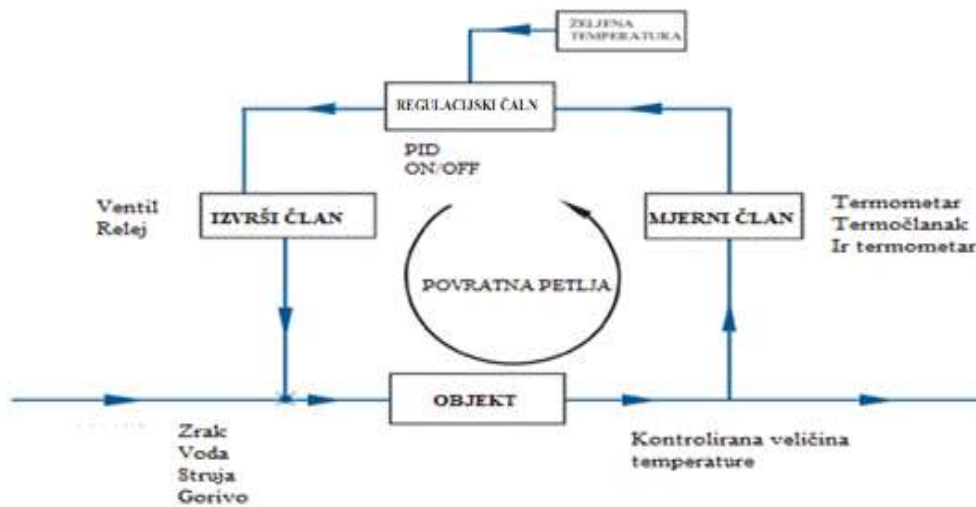 ŽELJENA
TEMPERATURA
REGULACIJSKI ČALN
PID
ON/OFF
Ventil
Relej
IZVRŠI ČLAN
MJERNI ČLAN
Termometar
Termočlanak
Ir termometar
POVRATNA PETLJA
OBJEKT
Zrak
Voda
Struja
Gorivo
Kontrolirana veličina
temperature